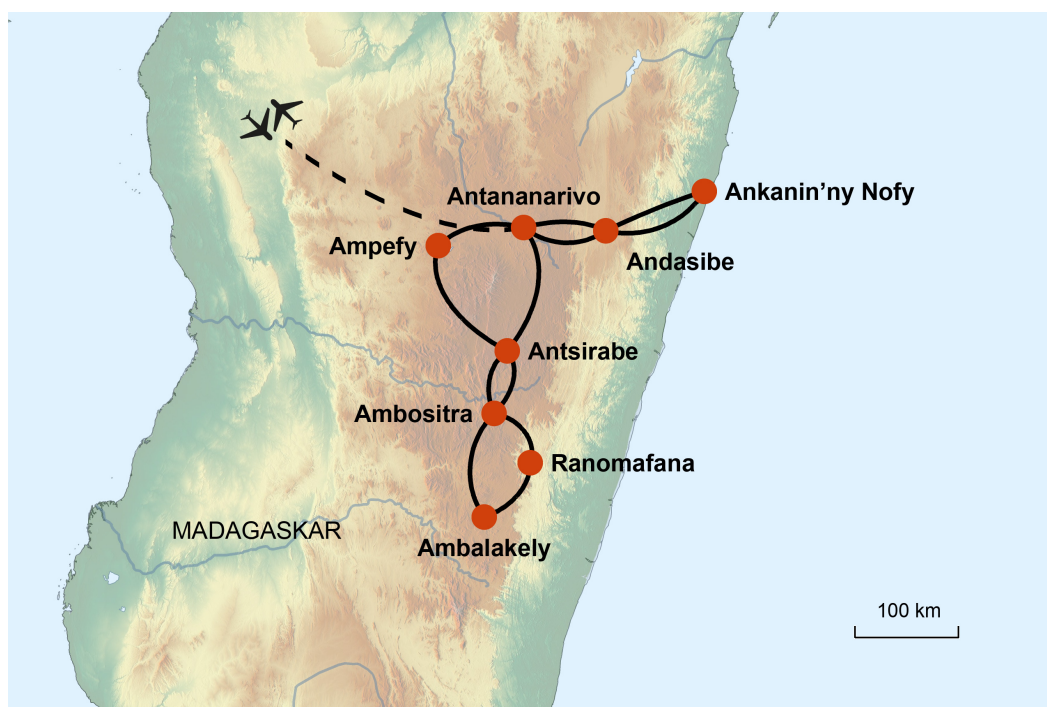 Ankanin’ny Nofy
Antananarivo
Ampefy
Andasibe
Antsirabe
Ambositra
Ranomafana
MADAGASKAR
Ambalakely
100 km